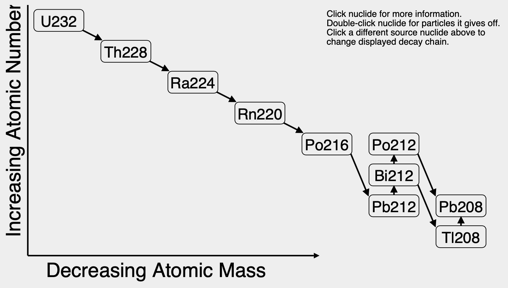 Click nuclide for more information.
Double-click nuclide for particles it gives off.
Click a different source nuclide above to
change displayed decay chain.
Increasing Atomic Number
U232
Th228
Ra224
Rn220
Po216
Po212
Bi212
Pb212
Pb208
Tl208
Decreasing Atomic Mass